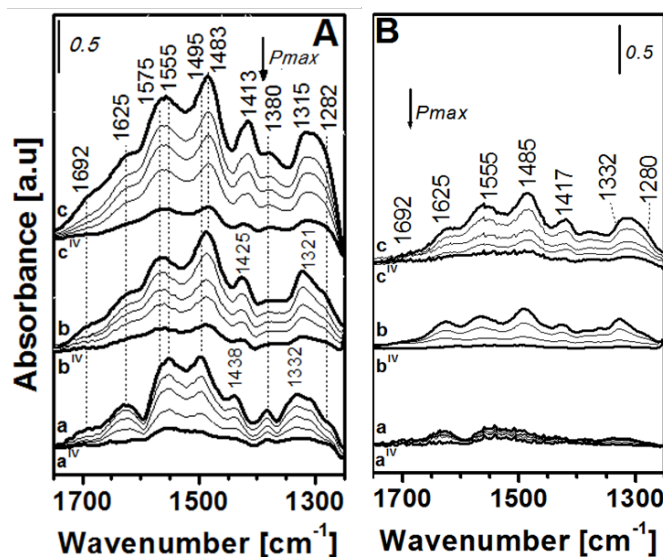 A
0.5
Pmax
1692
1625
1575
1555
1495
1483
1413
1380
1315
1282
c
c^iv
1425
1321
b
b^iv
1438
1332
a
a^iv
1700
1500
1300
Wavenumber [cm⁻¹]
Absorbance [a.u]
B
0.5
Pmax
1692
1625
1555
1485
1417
1332
1280
c
c^iv
b
b^iv
a
a^iv
1700
1500
1300
Wavenumber [cm⁻¹]